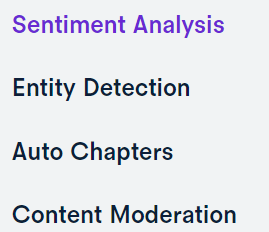 Sentiment Analysis
Entity Detection
Auto Chapters
Content Moderation